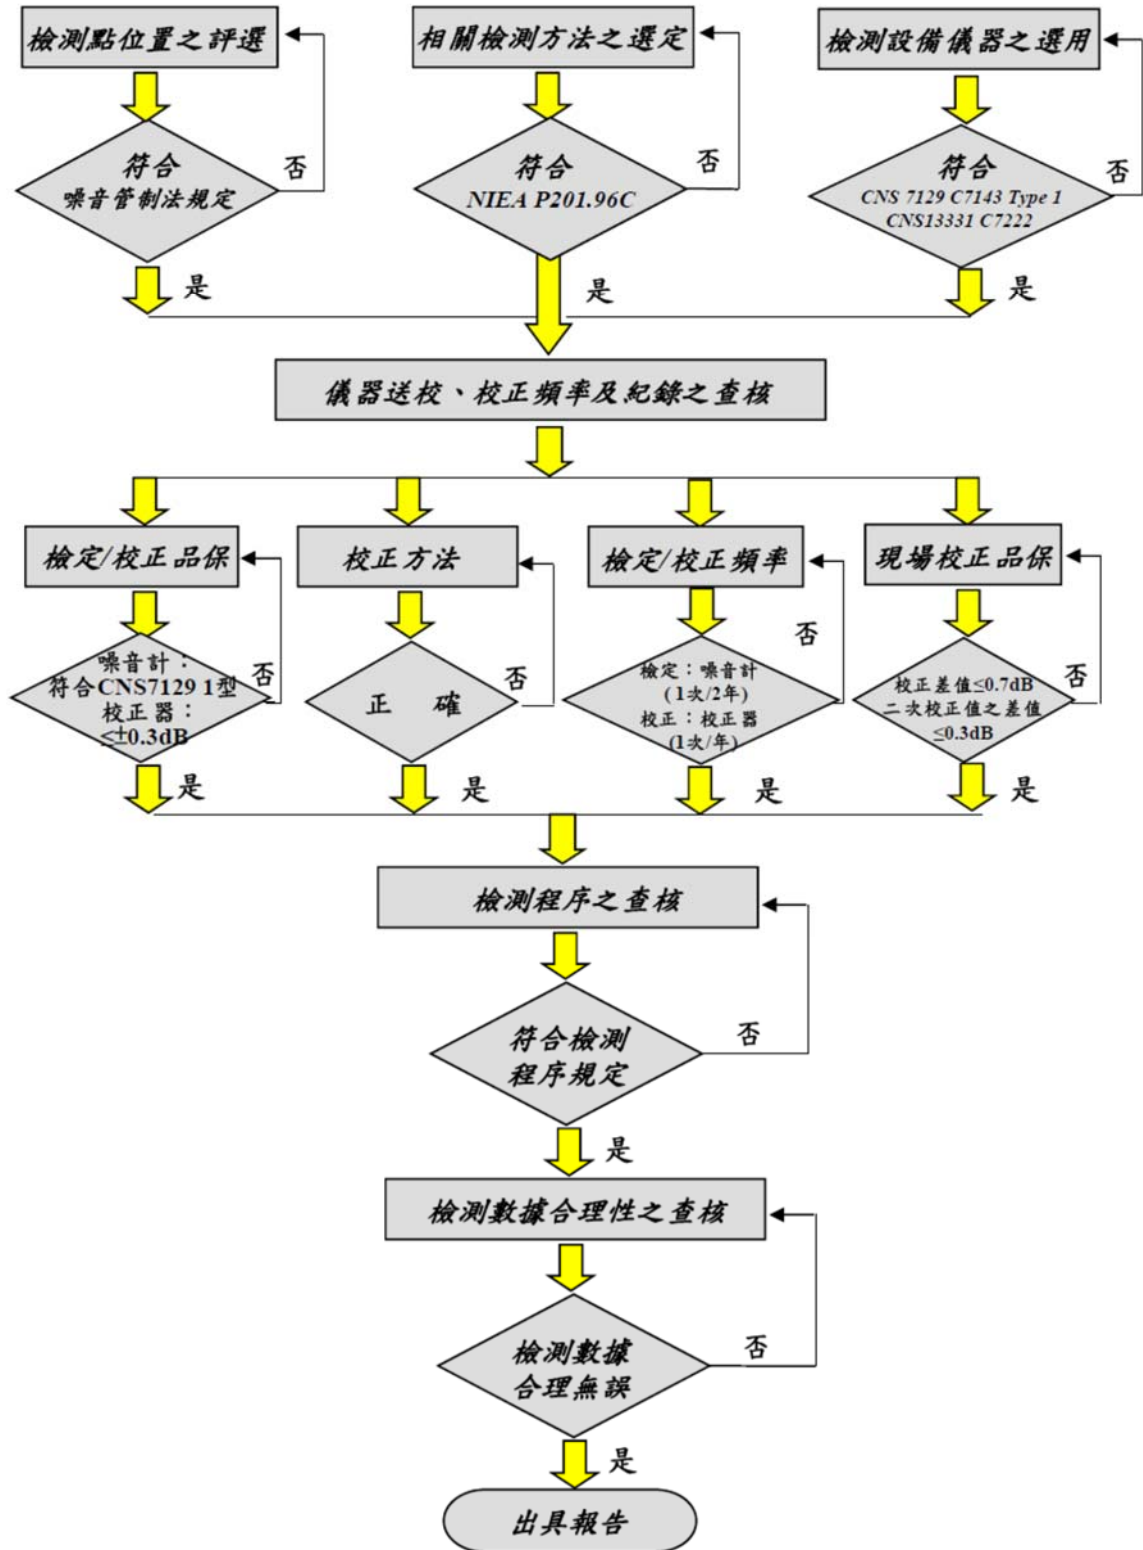 檢測點位置之評選
相關檢測方法之選定
檢測設備儀器之選用
符合
噪音管制法規定
否
符合
NIEA P201.96C
否
符合
CNS 7129 C7143 Type 1
CNS13331 C7222
否
是
是
是
儀器送校、校正頻率及紀錄之查核
檢定/校正品保
校正方法
檢定/校正頻率
現場校正品保
噪音計：
符合CNS7129 1型
校正器：
≤±0.3dB
否
正 確
否
檢定：噪音計
(1次/2年)
校正：校正器
(1次/年)
否
校正差值≤0.7dB
二次校正值之差值
≤0.3dB
否
是
是
是
是
檢測程序之查核
符合檢測
程序規定
否
是
檢測數據合理性之查核
檢測數據
合理無誤
否
是
出具報告